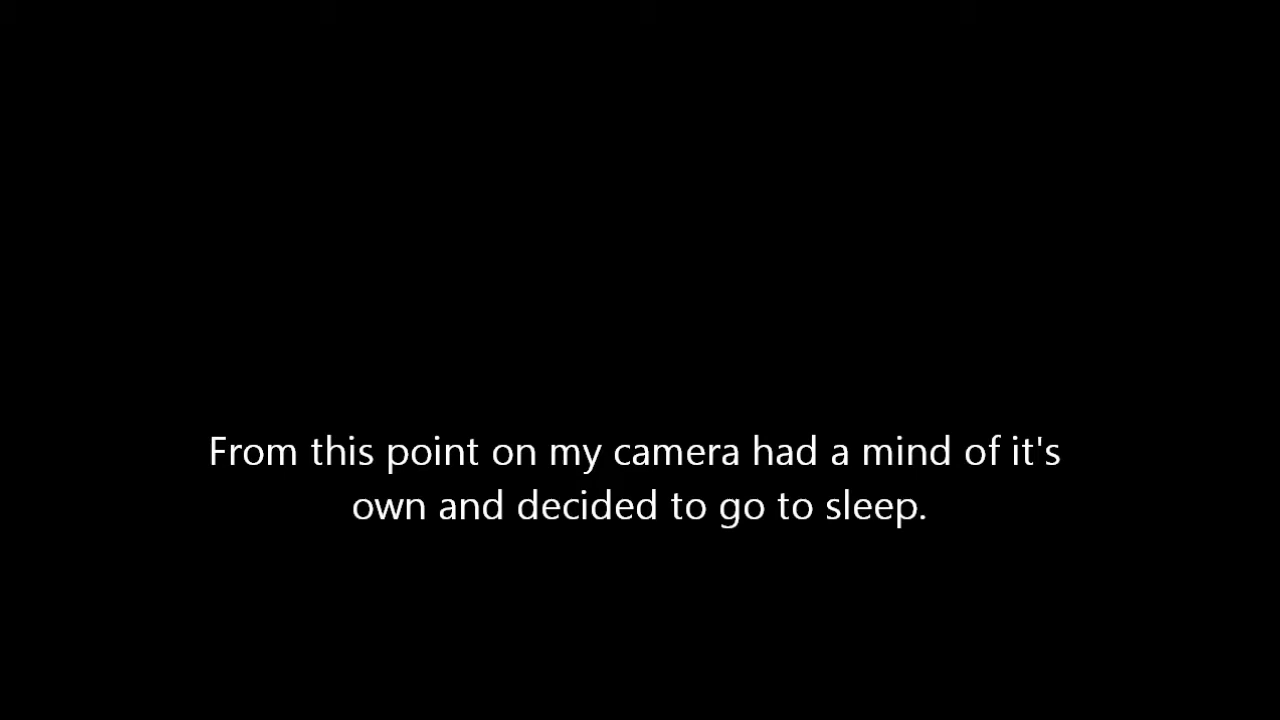 From this point on my camera had a mind of it's
own and decided to go to sleep.